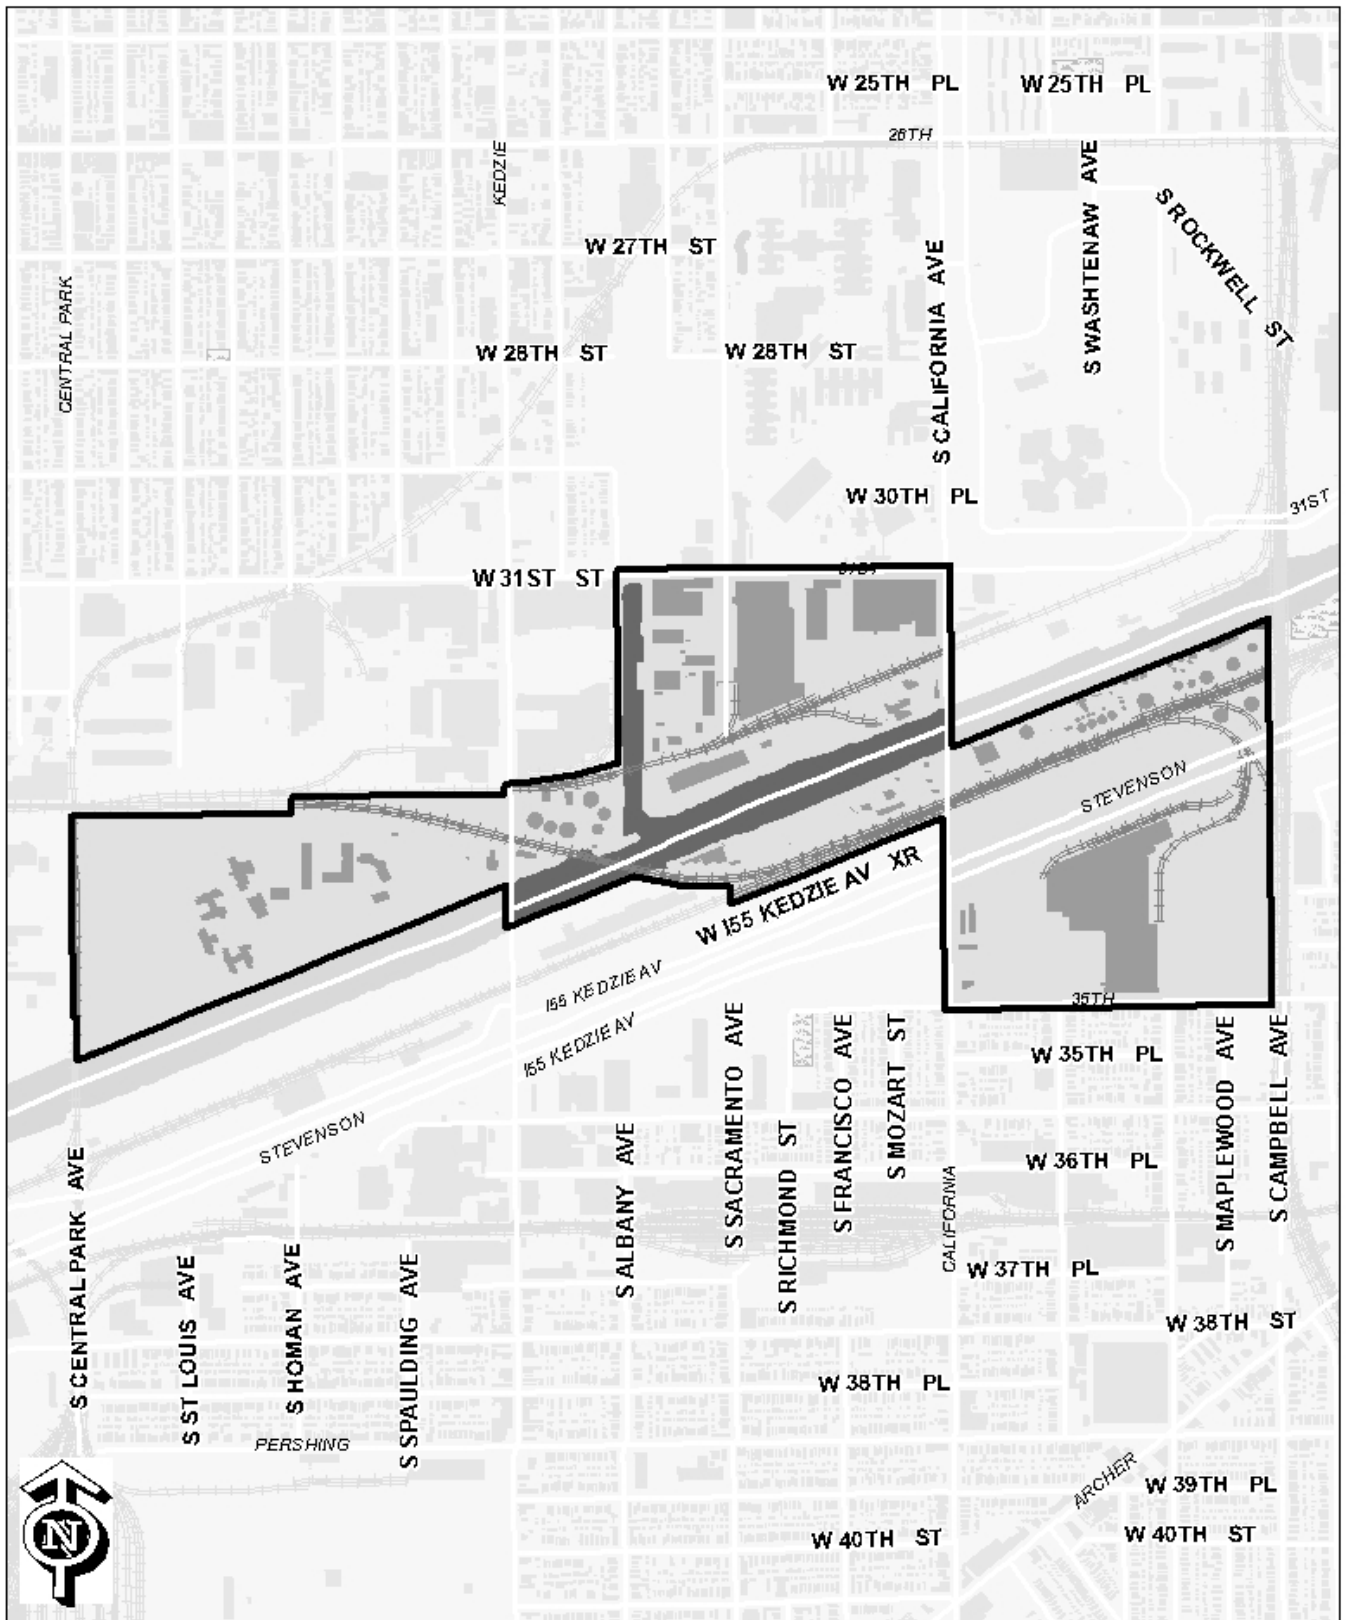 W 25TH PL
W 25TH PL
26TH
KEDZIE
S WASHTENAW AVE
S ROCKWELL ST
W 27TH ST
S CALIFORNIA AVE
CENTRAL PARK
W 28TH ST
W 28TH ST
W 30TH PL
31ST
W 31ST ST
31ST
STEVENSON
W I55 KEDZIE AV XR
I55 KEDZIE AV
I55 KEDZIE AV
35TH
W 35TH PL
STEVENSON
S SACRAMENTO AVE
S FRANCISCO AVE
S MOZART ST
S MAPLEWOOD AVE
S CAMPBELL AVE
S ALBANY AVE
S RICHMOND ST
W 36TH PL
CALIFORNIA
S CENTRAL PARK AVE
S ST LOUIS AVE
S HOMAN AVE
S SPAULDING AVE
W 37TH PL
W 38TH ST
W 38TH PL
PERSHING
ARCHER
W 39TH PL
N
W 40TH ST
W 40TH ST